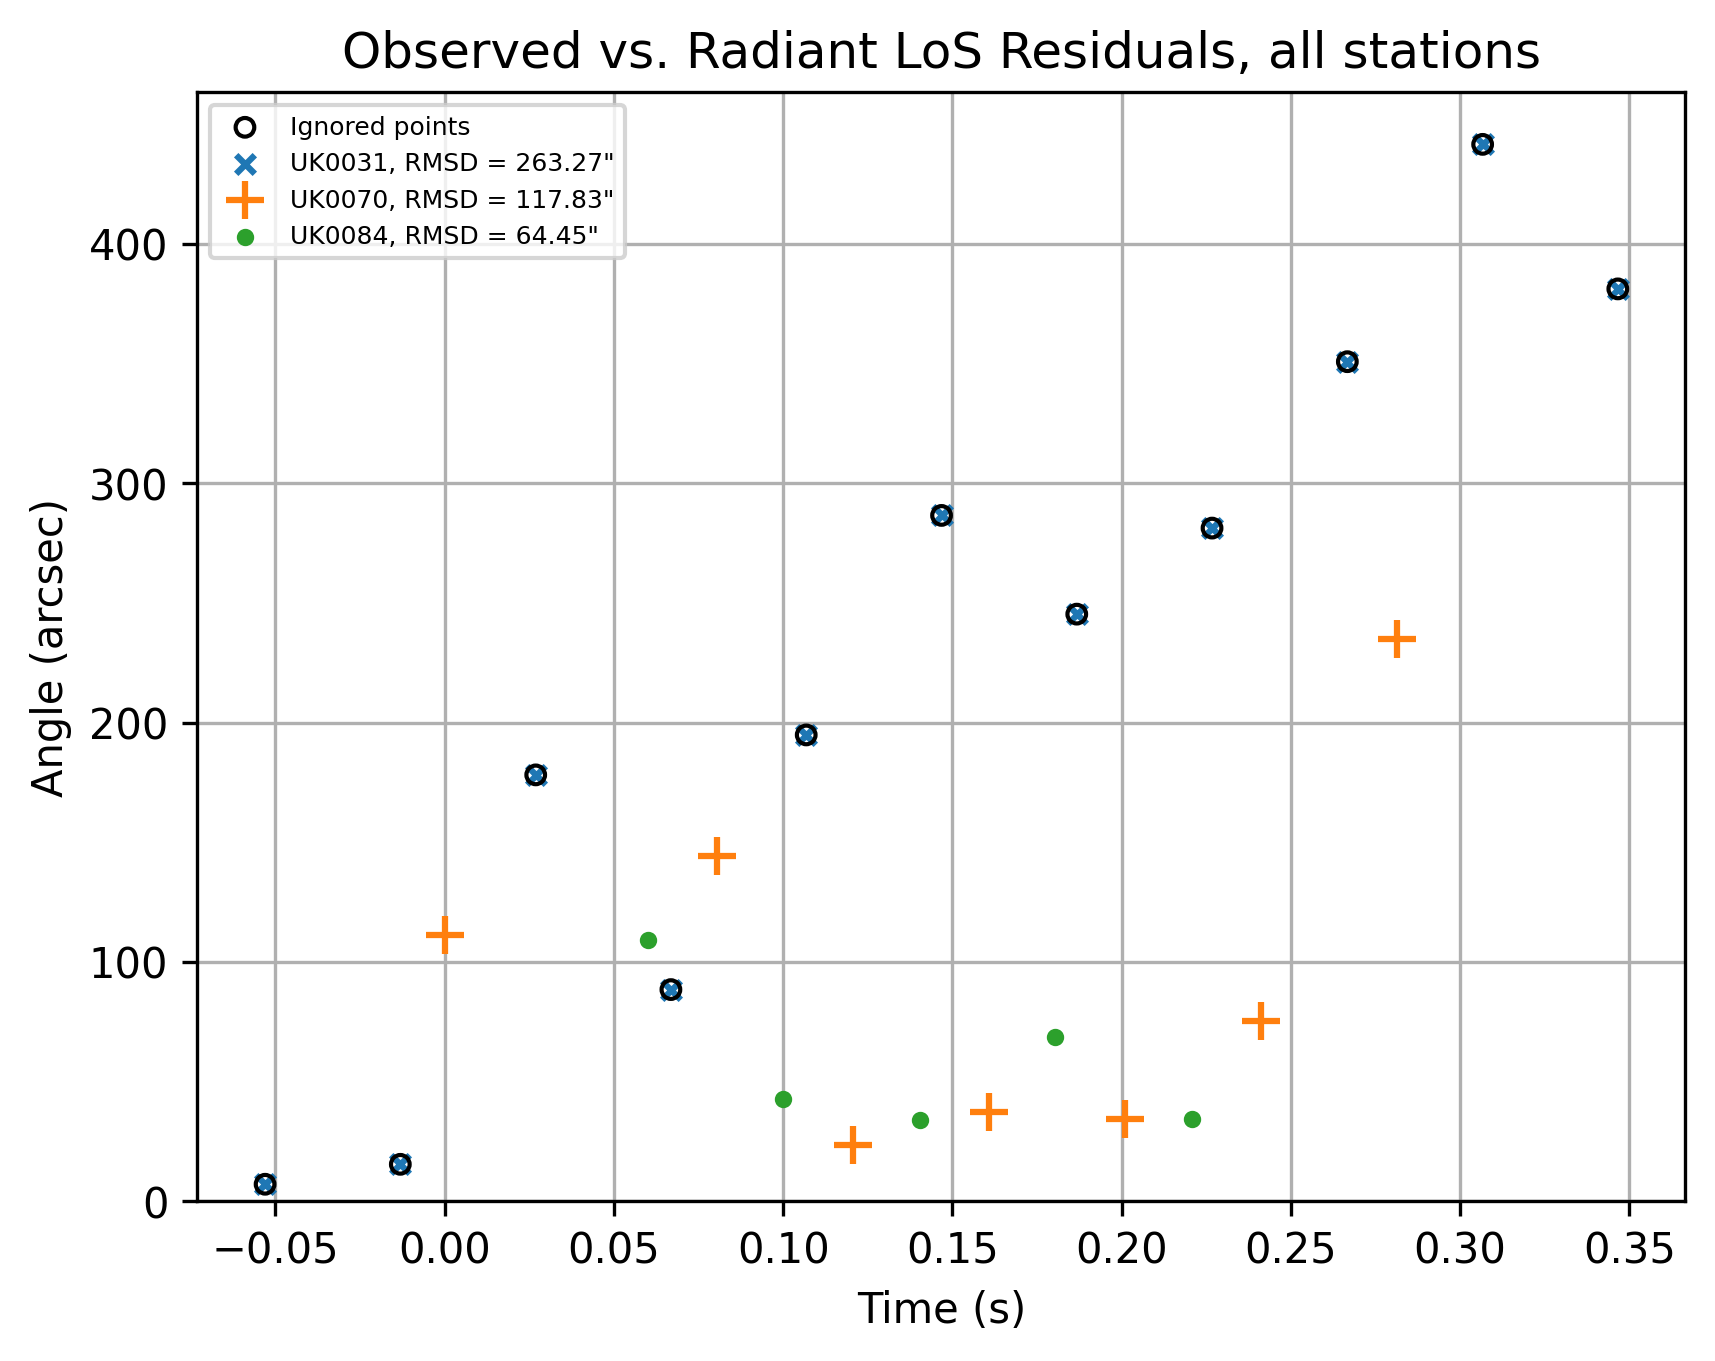 Observed vs. Radiant LoS Residuals, all stations
Ignored points
UK0031, RMSD = 263.27"
UK0070, RMSD = 117.83"
UK0084, RMSD = 64.45"
400
300
200
100
0
Angle (arcsec)
−0.05 0.00 0.05 0.10 0.15 0.20 0.25 0.30 0.35
Time (s)